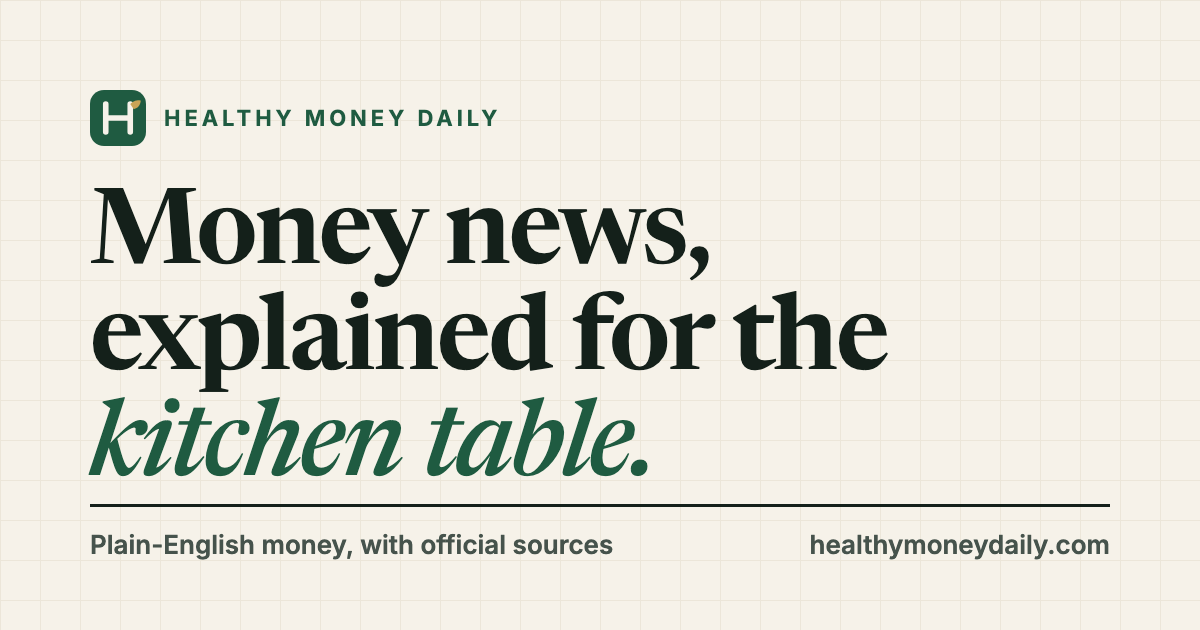 H
HEALTHY MONEY DAILY
Money news,
explained for the
kitchen table.
Plain-English money, with official sources
healthymoneydaily.com